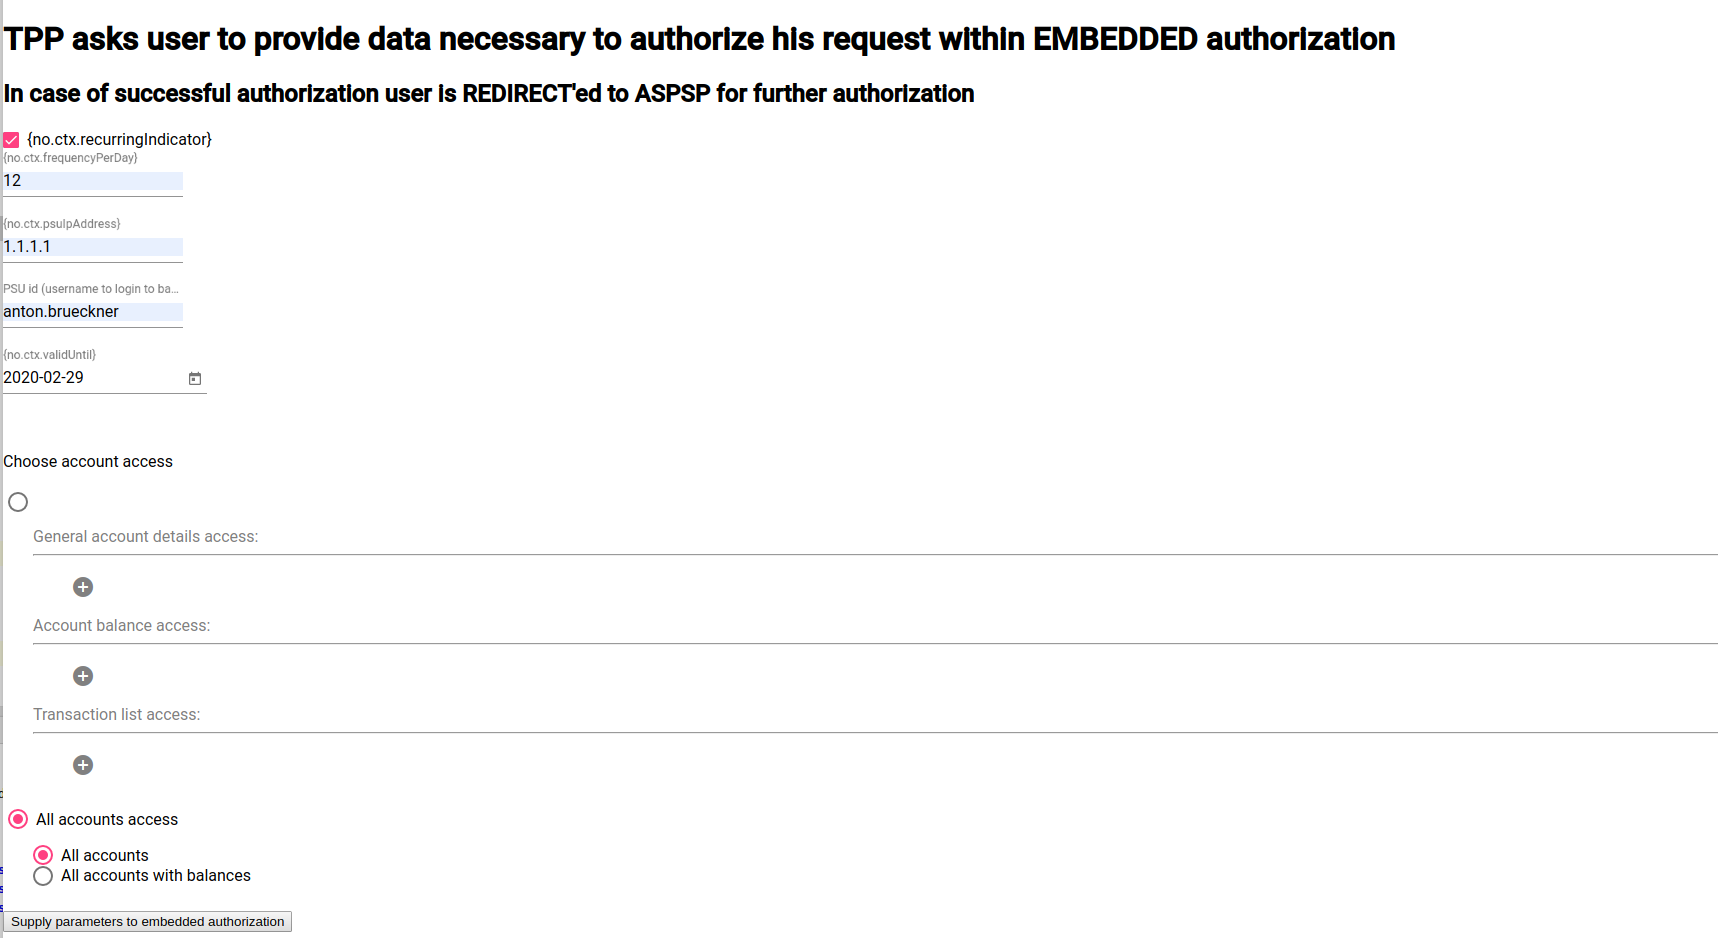 TPP asks user to provide data necessary to authorize his request within EMBEDDED authorization
In case of successful authorization user is REDIRECT'ed to ASPSP for further authorization
{no.ctx.recurringIndicator}
{no.ctx.frequencyPerDay}
12
{no.ctx.psuIpAddress}
1.1.1.1
PSU id (username to login to ba...
anton.brueckner
{no.ctx.validUntil}
2020-02-29
Choose account access
General account details access:
Account balance access:
Transaction list access:
All accounts access
All accounts
All accounts with balances
Supply parameters to embedded authorization